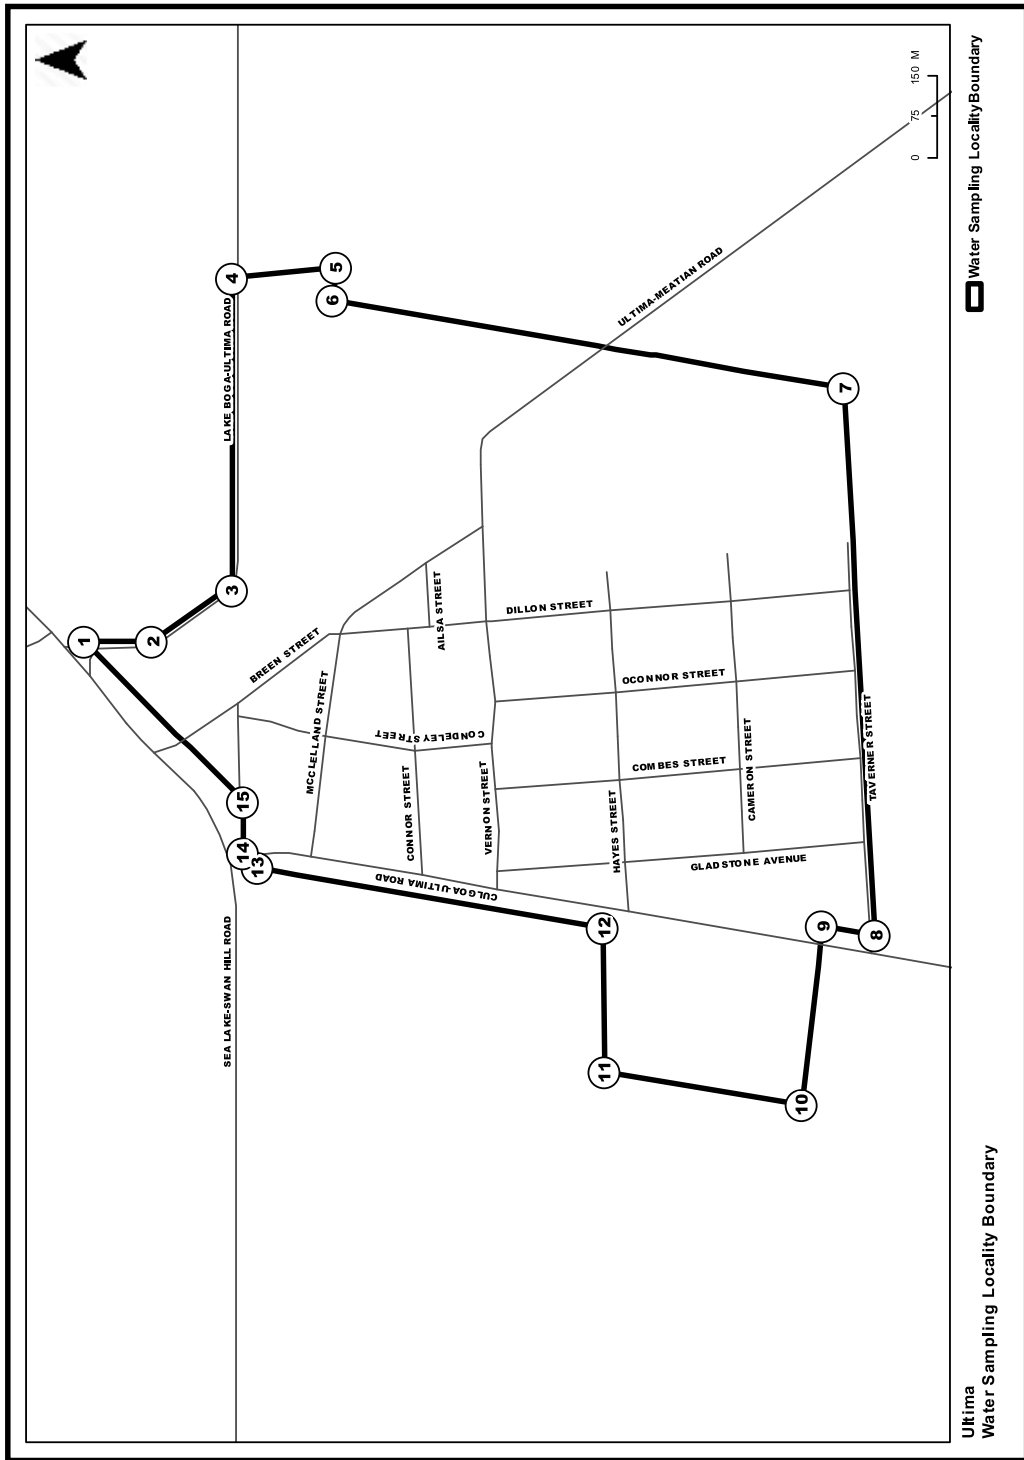 1
2
3
4
5
6
7
8
9
10
11
12
13
14
15
LAKE BOGA-ULTIMA ROAD
ULTIMA-MEATIAN ROAD
BREEN STREET
AILSA STREET
DILLON STREET
MCCLELLAND STREET
CONDELEY STREET
OCONNOR STREET
CONNOR STREET
VERNON STREET
COMBES STREET
HAYES STREET
CAMERON STREET
TAVERNER STREET
GLADSTONE AVENUE
CULGOA-ULTIMA ROAD
SEA LAKE-SWAN HILL ROAD
0 75 150 M
Water Sampling Locality Boundary
Ultima
Water Sampling Locality Boundary